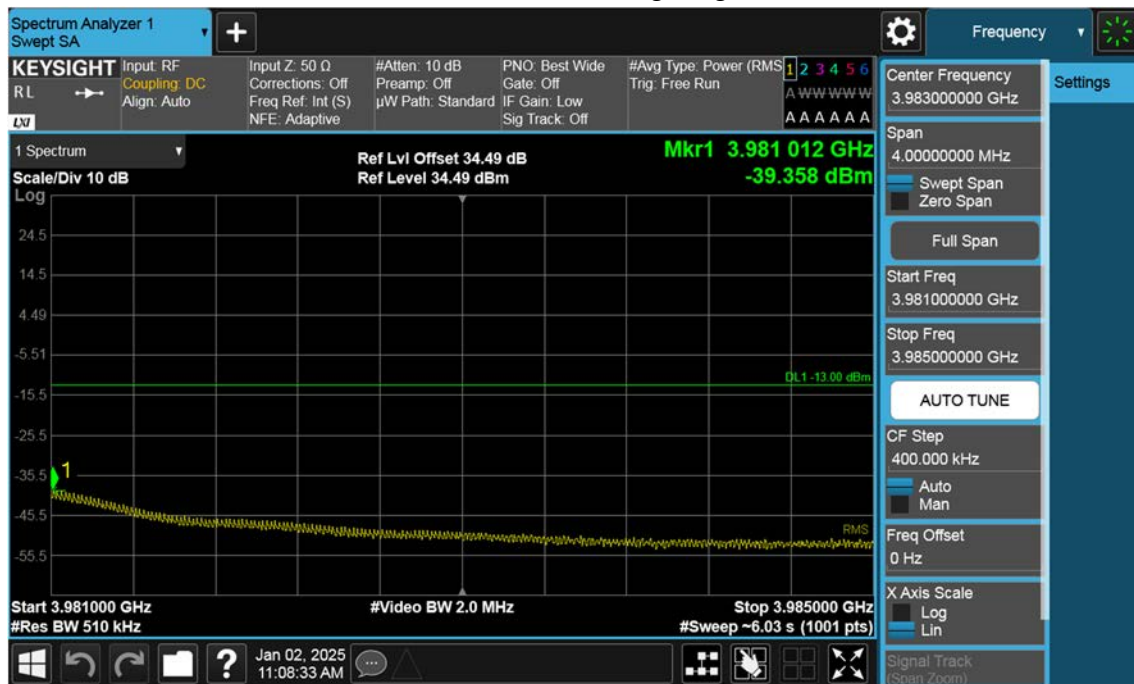 Spectrum Analyzer 1
Swept SA
+
Frequency
KEYSIGHT
RL
LXI
Input: RF
Coupling: DC
Align: Auto
Input Z: 50 Ω
Corrections: Off
Freq Ref: Int (S)
NFE: Adaptive
#Atten: 10 dB
Preamp: Off
µW Path: Standard
PNO: Best Wide
Gate: Off
IF Gain: Low
Sig Track: Off
#Avg Type: Power (RMS
Trig: Free Run
1 2 3 4 5 6
A W W W W W
A A A A A A
1 Spectrum
Scale/Div 10 dB
Ref Lvl Offset 34.49 dB
Ref Level 34.49 dBm
Mkr1 3.981 012 GHz
-39.358 dBm
Log
24.5
14.5
4.49
-5.51
-15.5
-25.5
-35.5
-45.5
-55.5
DL1 -13.00 dBm
1
RMS
Start 3.981000 GHz
#Res BW 510 kHz
#Video BW 2.0 MHz
Stop 3.985000 GHz
#Sweep ~6.03 s (1001 pts)
Center Frequency
3.983000000 GHz
Span
4.00000000 MHz
Swept Span
Zero Span
Full Span
Start Freq
3.981000000 GHz
Stop Freq
3.985000000 GHz
AUTO TUNE
CF Step
400.000 kHz
Auto
Man
Freq Offset
0 Hz
X Axis Scale
Log
Lin
Signal Track
(Span Zoom)
Settings
?
Jan 02, 2025
11:08:33 AM